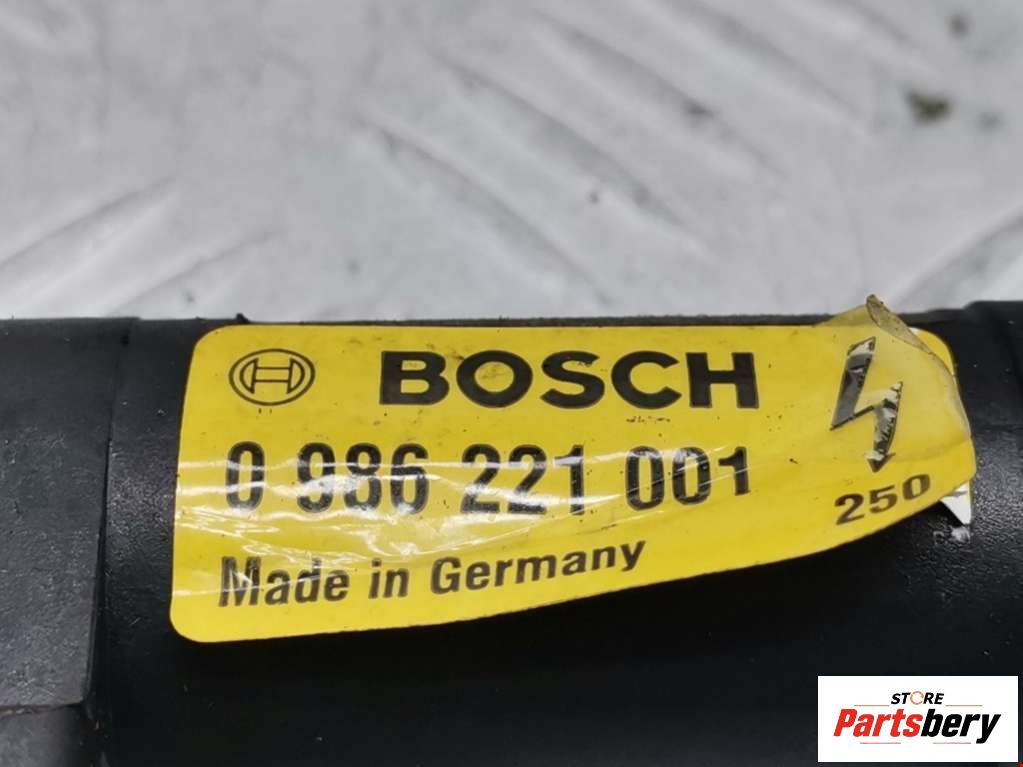 BOSCH
0 986 221 001
250
Made in Germany
STORE
Partsbery